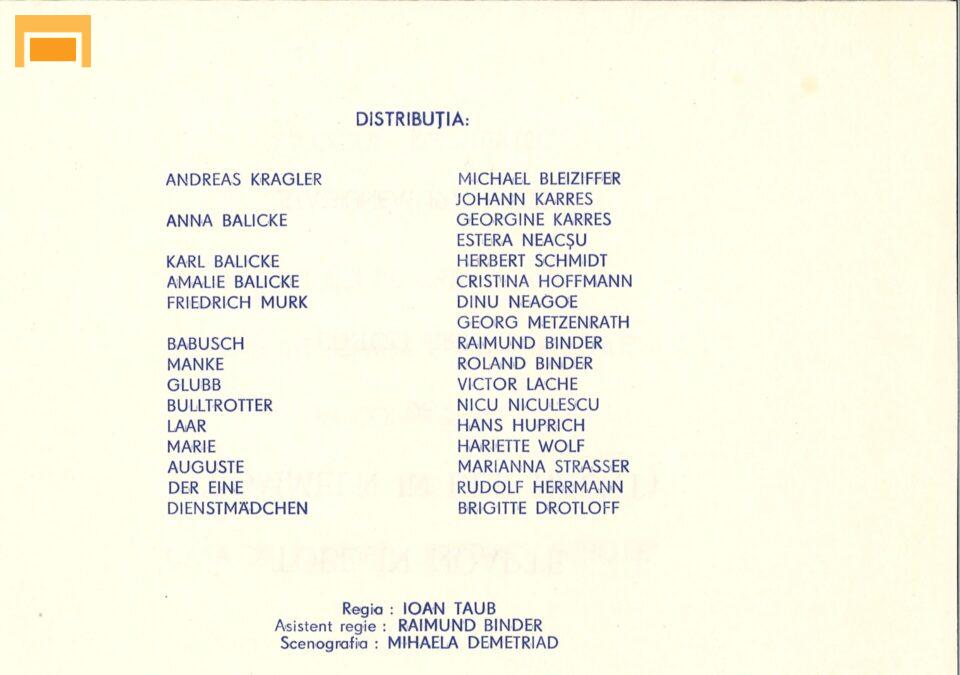 DISTRIBUȚIA:
ANDREAS KRAGLER MICHAEL BLEIZIFFER
JOHANN KARRES
ANNA BALICKE GEORGINE KARRES
ESTERA NEACȘU
KARL BALICKE HERBERT SCHMIDT
AMALIE BALICKE CRISTINA HOFFMANN
FRIEDRICH MURK DINU NEAGOE
GEORG METZENRATH
BABUSCH RAIMUND BINDER
MANKE ROLAND BINDER
GLUBB VICTOR LACHE
BULLTROTTER NICU NICULESCU
LAAR HANS HUPRICH
MARIE HARIETTE WOLF
AUGUSTE MARIANNA STRASSER
DER EINE RUDOLF HERRMANN
DIENSTMÄDCHEN BRIGITTE DROTLOFF
Regia : IOAN TAUB
Asistent regie : RAIMUND BINDER
Scenografia : MIHAELA DEMETRIAD